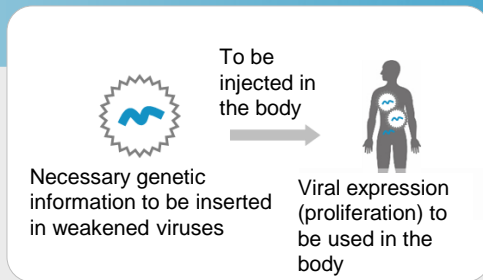 To be
injected in
the body
Necessary genetic
information to be inserted
in weakened viruses
Viral expression
(proliferation) to
be used in the
body